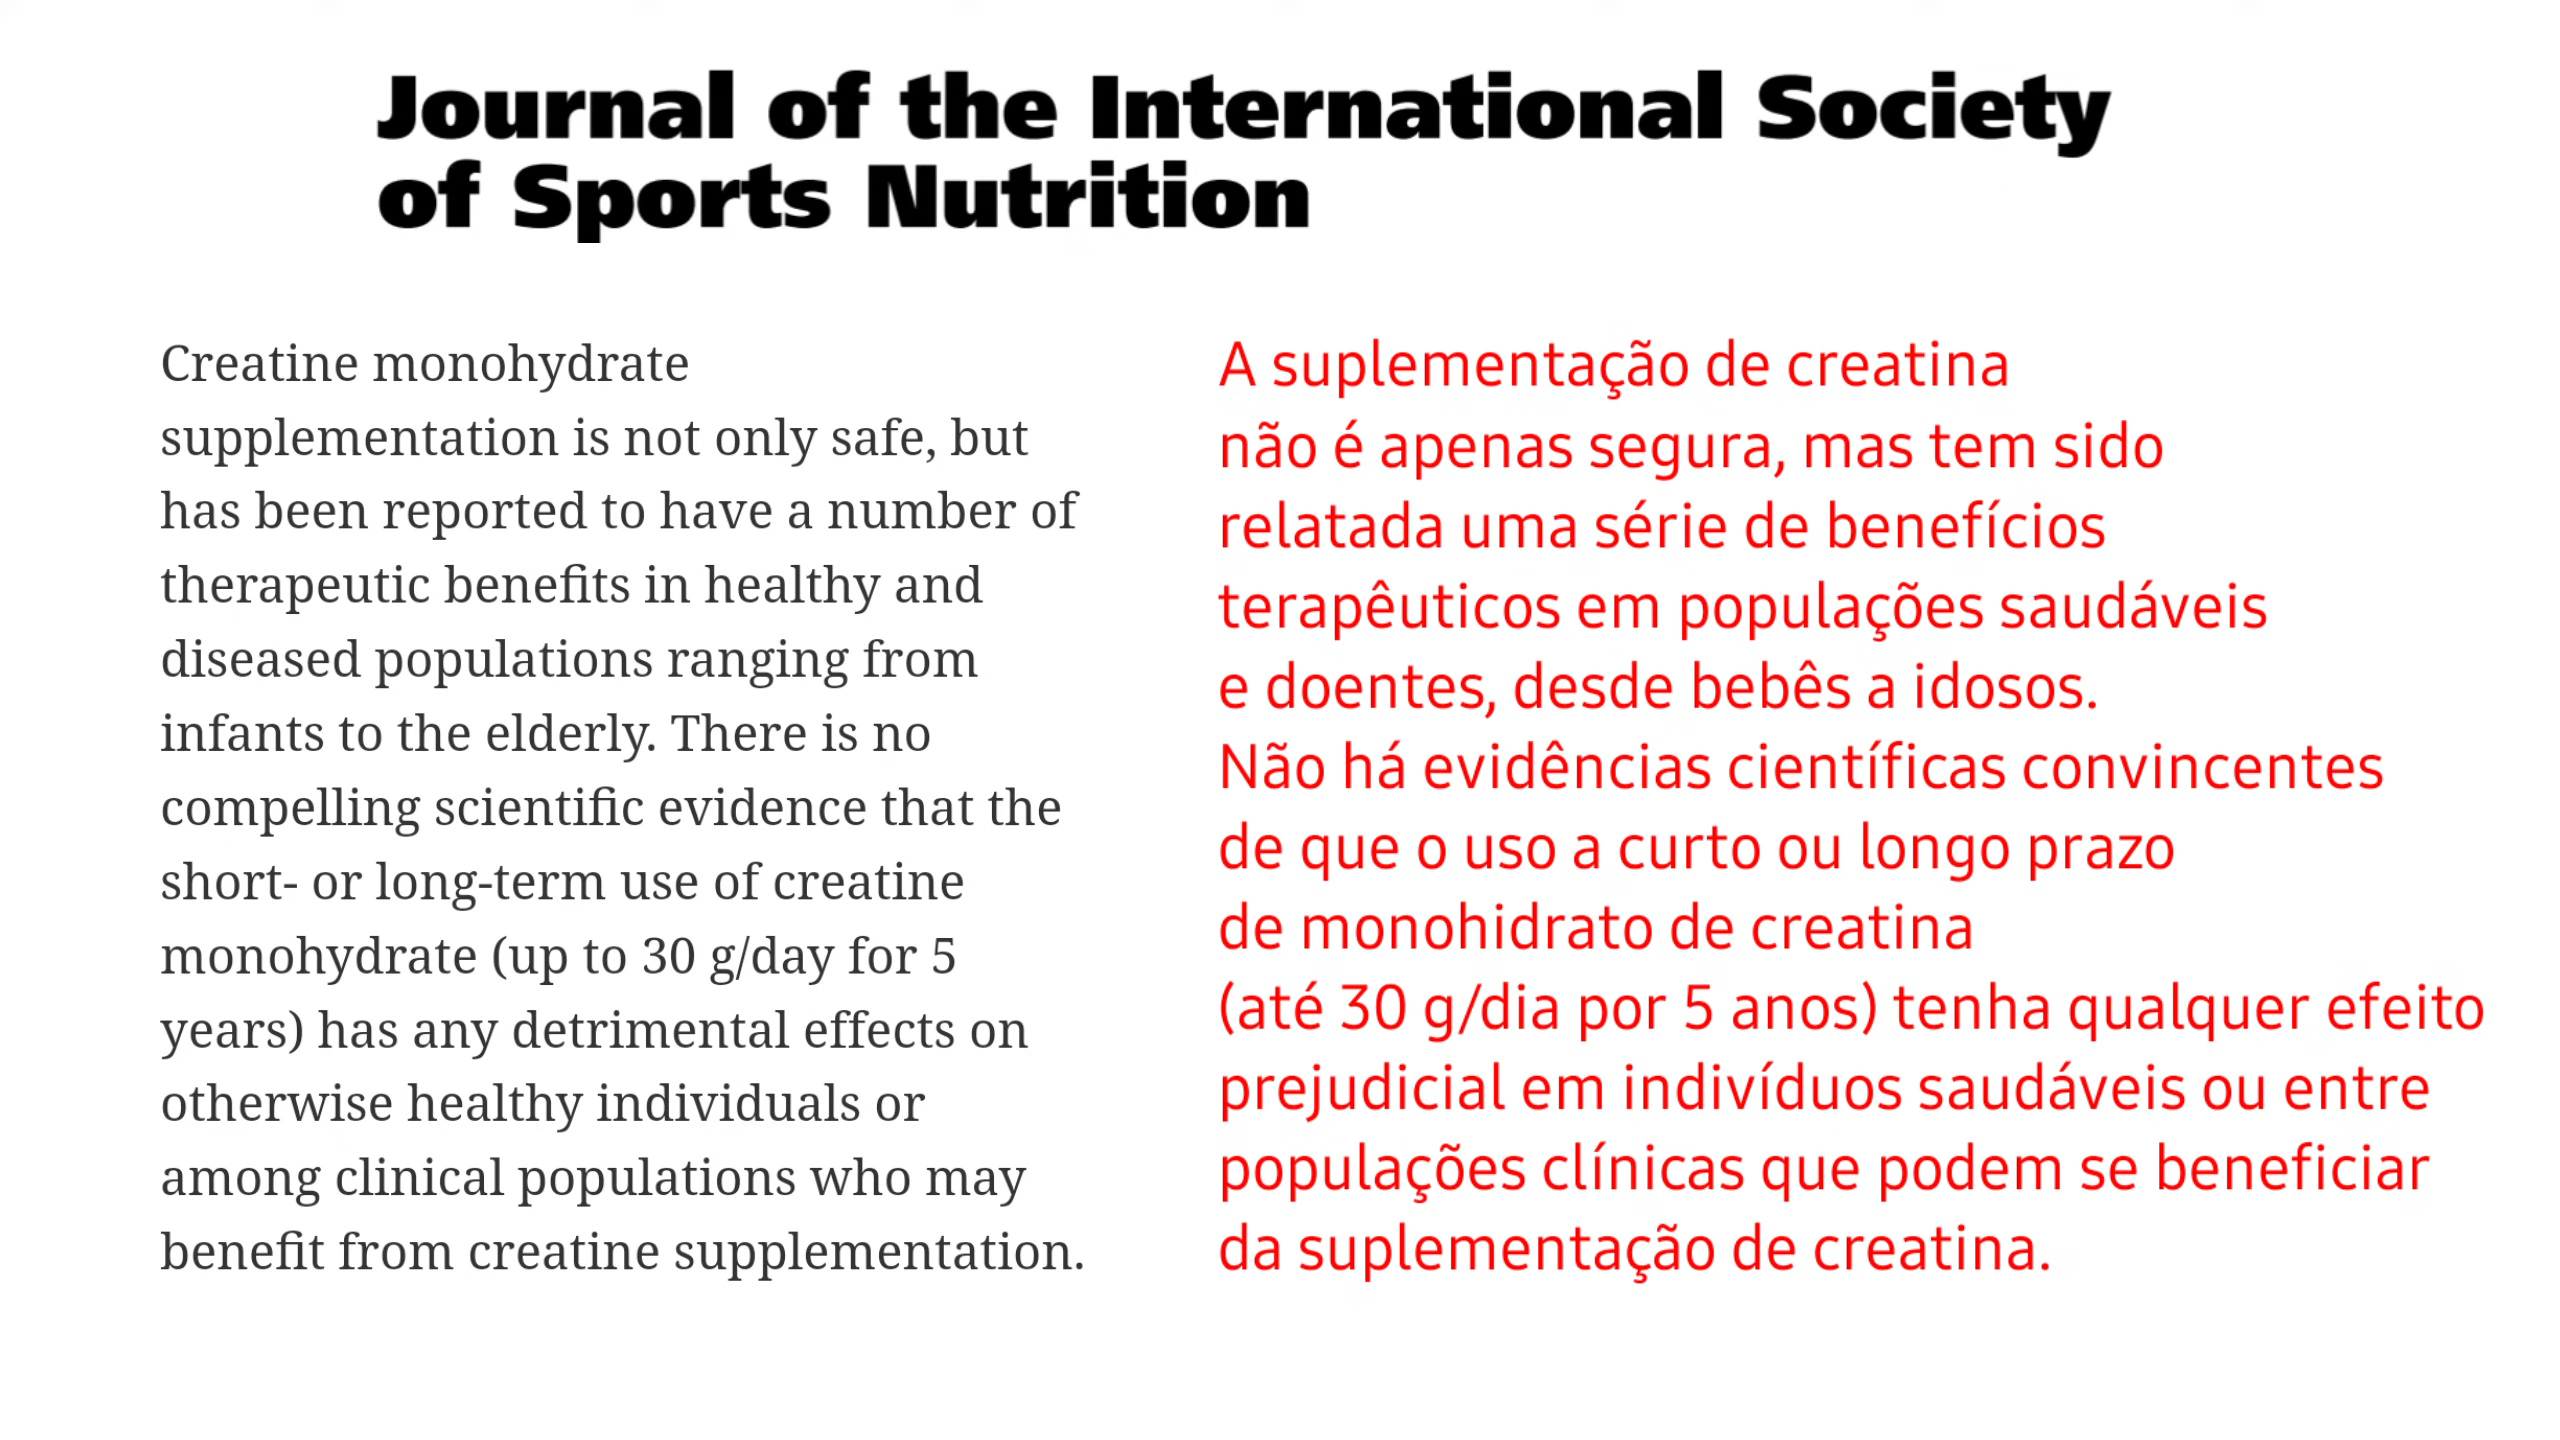 Journal of the International Society
of Sports Nutrition
Creatine monohydrate
supplementation is not only safe, but
has been reported to have a number of
therapeutic benefits in healthy and
diseased populations ranging from
infants to the elderly. There is no
compelling scientific evidence that the
short- or long-term use of creatine
monohydrate (up to 30 g/day for 5
years) has any detrimental effects on
otherwise healthy individuals or
among clinical populations who may
benefit from creatine supplementation.
A suplementação de creatina
não é apenas segura, mas tem sido
relatada uma série de benefícios
terapêuticos em populações saudáveis
e doentes, desde bebês a idosos.
Não há evidências científicas convincentes
de que o uso a curto ou longo prazo
de monohidrato de creatina
(até 30 g/dia por 5 anos) tenha qualquer efeito
prejudicial em indivíduos saudáveis ou entre
populações clínicas que podem se beneficiar
da suplementação de creatina.